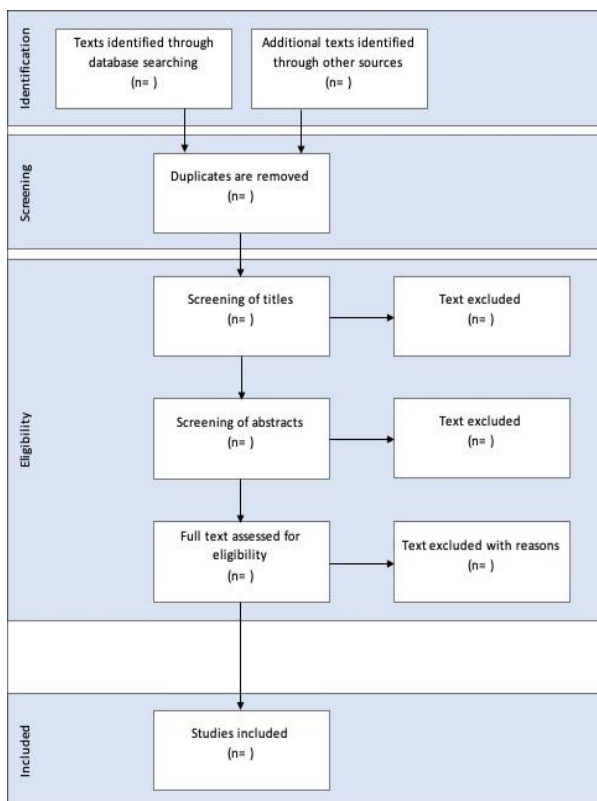 Identification
Texts identified through
database searching
(n= )
Additional texts identified
through other sources
(n= )
Screening
Duplicates are removed
(n= )
Eligibility
Screening of titles
(n= )
Text excluded
(n= )
Screening of abstracts
(n= )
Text excluded
(n= )
Full text assessed for
eligibility
(n= )
Text excluded with reasons
(n= )
Included
Studies included
(n= )